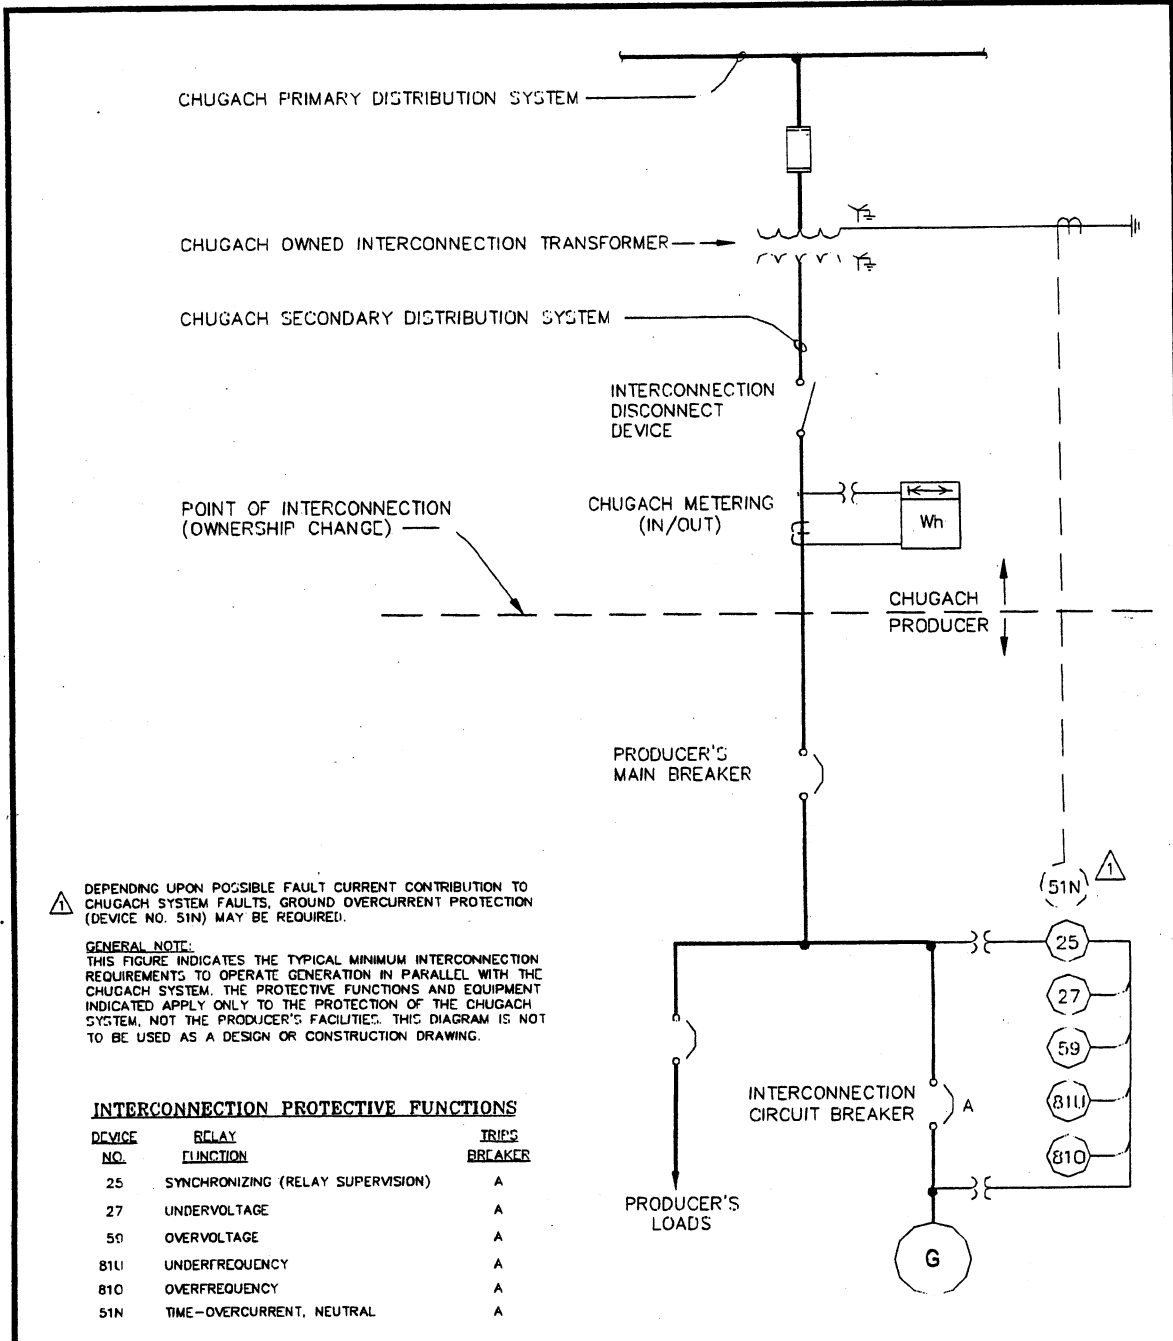 CHUGACH PRIMARY DISTRIBUTION SYSTEM
CHUGACH OWNED INTERCONNECTION TRANSFORMER
CHUGACH SECONDARY DISTRIBUTION SYSTEM
INTERCONNECTION
DISCONNECT
DEVICE
POINT OF INTERCONNECTION
(OWNERSHIP CHANGE)
CHUGACH METERING
(IN/OUT)
Wh
CHUGACH
PRODUCER
PRODUCER'S
MAIN BREAKER
1
51N
1
DEPENDING UPON POSSIBLE FAULT CURRENT CONTRIBUTION TO
CHUGACH SYSTEM FAULTS, GROUND OVERCURRENT PROTECTION
(DEVICE NO. 51N) MAY BE REQUIRED.
GENERAL NOTE:
THIS FIGURE INDICATES THE TYPICAL MINIMUM INTERCONNECTION
REQUIREMENTS TO OPERATE GENERATION IN PARALLEL WITH THE
CHUGACH SYSTEM. THE PROTECTIVE FUNCTIONS AND EQUIPMENT
INDICATED APPLY ONLY TO THE PROTECTION OF THE CHUGACH
SYSTEM, NOT THE PRODUCER'S FACILITIES. THIS DIAGRAM IS NOT
TO BE USED AS A DESIGN OR CONSTRUCTION DRAWING.
25
27
59
81U
81O
INTERCONNECTION
CIRCUIT BREAKER
A
PRODUCER'S
LOADS
G
INTERCONNECTION PROTECTIVE FUNCTIONS
DEVICE NO. RELAY FUNCTION TRIPS BREAKER
25 SYNCHRONIZING (RELAY SUPERVISION) A
27 UNDERVOLTAGE A
59 OVERVOLTAGE A
81U UNDERFREQUENCY A
81O OVERFREQUENCY A
51N TIME-OVERCURRENT, NEUTRAL A